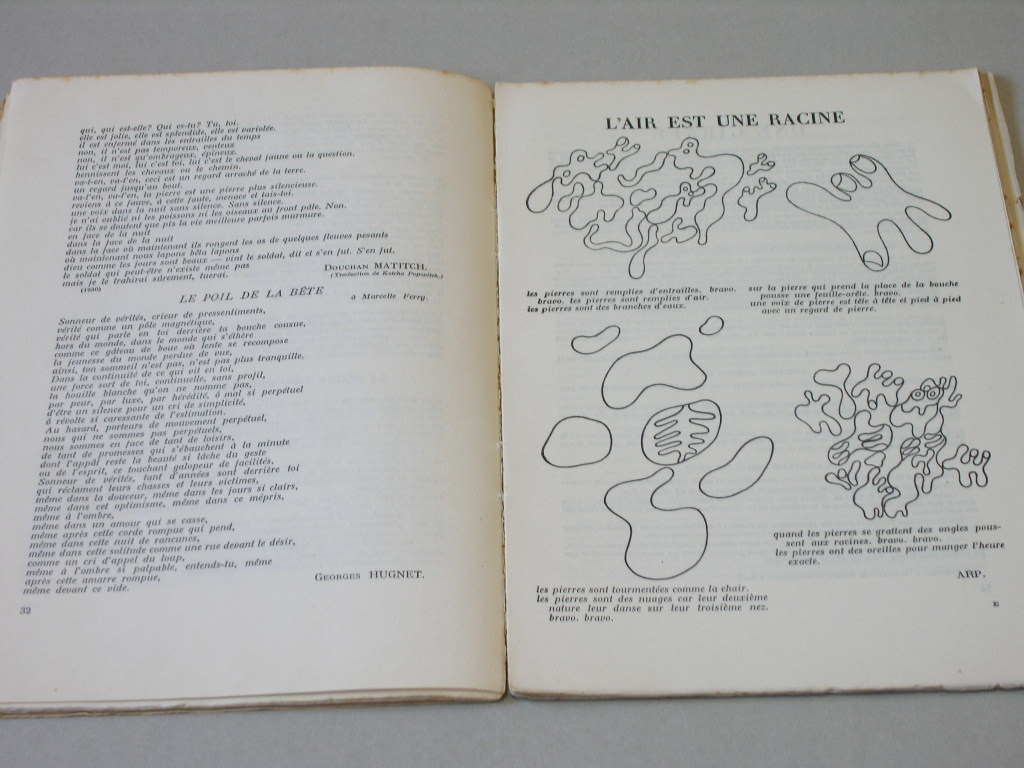 qui, qui est-elle? Qui es-tu? Tu, toi.
elle est jolie, elle est splendide, elle est variolée.
il est enfermé dans les entrailles du temps
non, il n'est pas temporeux, venteux
non, il n'est qu'ombrageux, épineux.
lui c'est mai, lui c'est toi, lui c'est le cheval jaune ou la question.
hennissent les chevaux ou le chemin.
va-t-en, va-t'en, ceci est un regard arraché de la terre.
un regard jusqu'au bout.
va-t'en, va-t'en, la pierre est une pierre plus silencieuse.
reviens à ce fauve, à cette faute, menace et tais-toi.
une voix dans la nuit sans silence. Sans silence.
je n'ai oublié ni les poissons ni les oiseaux au front pâle. Non.
car ils se doutent que pis la vie meilleure parfois murmure.
en face de la nuit
dans la face de la nuit
dans la face où maintenant ils rongent les os de quelques fleuves pesants
où maintenant nous lapons bêta lapons
dieu comme les jours sont beaux — vint le soldat, dit et s'en fut. S'en fut.
le soldat qui peut-être n'existe même pas
mais je le trahirai sûrement, tuerai.
DOUCHAN MATITCH.
(1930)
(Traduction de Kotcha Popovitch.)
LE POIL DE LA BÊTE
à Marcelle Ferry.
Sonneur de vérités, crieur de pressentiments,
vérité comme un pôle magnétique,
vérité qui parle en toi derrière ta bouche cousue,
hors du monde, dans le monde qui s'éthère
comme ce gâteau de boue où lente se recompose
la jeunesse du monde perdue de vue,
ainsi, ton sommeil n'est pas, n'est pas plus tranquille.
Dans la continuité de ce qui vit en toi,
une force sort de toi, continuelle, sans profil,
la houille blanche qu'on ne nomme pas,
par peur, par luxe, par hérédité, ô mal si perpétuel
d'être un silence pour un cri de simplicité,
ô révolte si caressante de l'estimation.
Au hasard, porteurs de mouvement perpétuel,
nous qui ne sommes pas perpétuels,
nous sommes en face de tant de loisirs,
de tant de promesses qui s'ébauchent à la minute
dont l'appât reste la beauté si lâche du geste
ou de l'esprit, ce touchant galopeur de facilités.
Sonneur de vérités, tant d'années sont derrière toi
qui réclament leurs chasses et leurs victimes,
même dans la douceur, même dans les jours si clairs,
même dans cet optimisme, même dans ce mépris,
même à l'ombre,
même dans un amour qui se casse,
même après cette corde rompue qui pend,
même dans cette nuit de rancunes,
même dans cette solitude comme une rue devant le désir,
comme un cri d'appel du loup,
même à l'ombre si palpable, entends-tu, même
après cette amarre rompue,
même devant ce vide.
GEORGES HUGNET.
32
L'AIR EST UNE RACINE
les pierres sont remplies d'entrailles. bravo.
bravo. les pierres sont remplies d'air.
les pierres sont des branches d'eaux.
sur la pierre qui prend la place de la bouche
pousse une feuille-arête. bravo.
une voix de pierre est tête à tête et pied à pied
avec un regard de pierre.
les pierres sont tourmentées comme la chair.
les pierres sont des nuages car leur deuxième
nature leur danse sur leur troisième nez.
bravo. bravo.
quand les pierres se grattent des ongles pous-
sent aux racines. bravo. bravo.
les pierres ont des oreilles pour manger l'heure
exacte.
ARP.